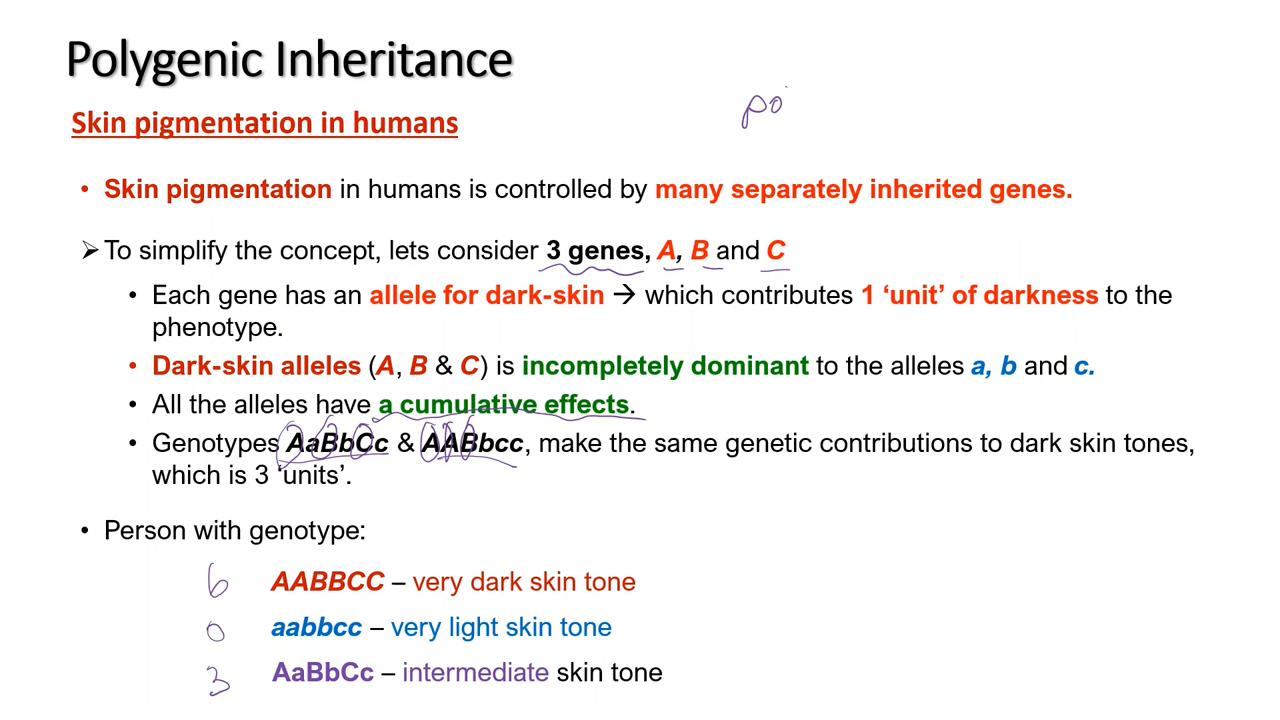 Polygenic Inheritance
po
Skin pigmentation in humans
• Skin pigmentation in humans is controlled by many separately inherited genes.
➢ To simplify the concept, lets consider 3 genes, A, B and C
• Each gene has an allele for dark-skin → which contributes 1 ‘unit’ of darkness to the
phenotype.
• Dark-skin alleles (A, B & C) is incompletely dominant to the alleles a, b and c.
• All the alleles have a cumulative effects.
• Genotypes AaBbCc & AABbcc, make the same genetic contributions to dark skin tones,
which is 3 ‘units’.
• Person with genotype:
6 AABBCC – very dark skin tone
0 aabbcc – very light skin tone
3 AaBbCc – intermediate skin tone